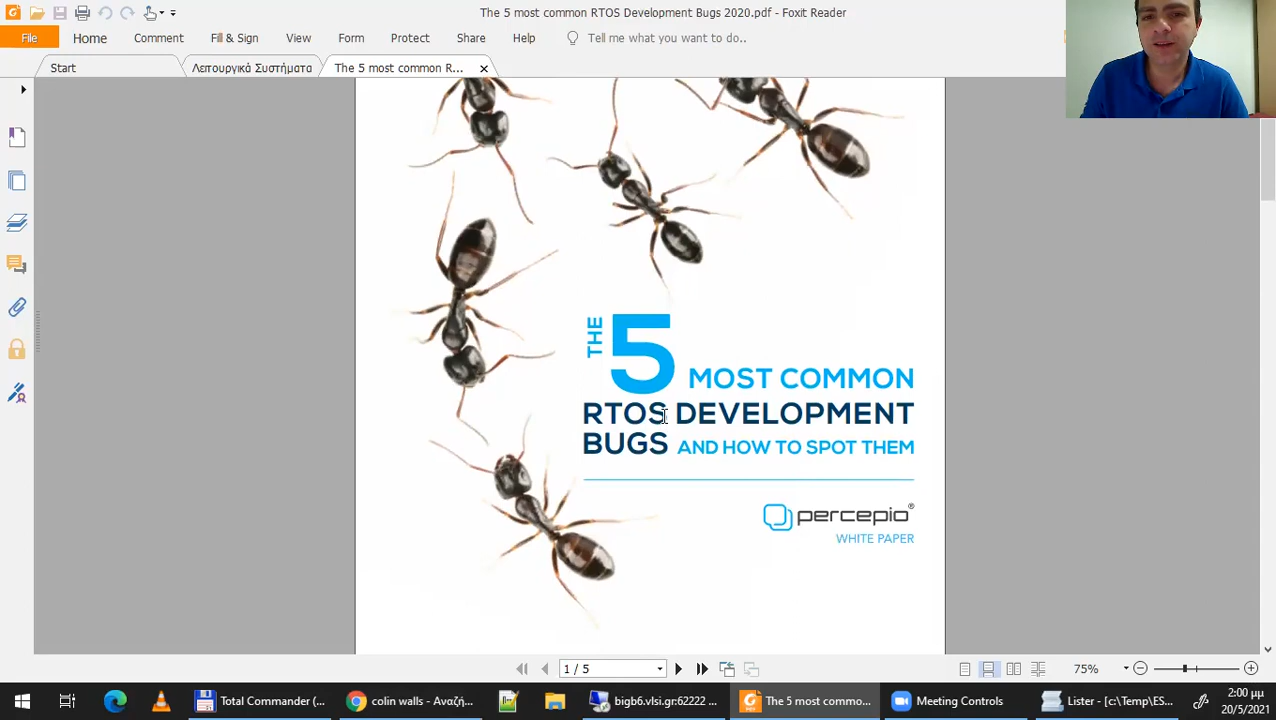 The 5 most common RTOS Development Bugs 2020.pdf - Foxit Reader
File Home Comment Fill & Sign View Form Protect Share Help Tell me what you want to do..
Start Λειτουργικά Συστήματα The 5 most common R...
THE 5 MOST COMMON
RTOS DEVELOPMENT
BUGS AND HOW TO SPOT THEM
percepio®
WHITE PAPER
1 / 5 75%
Total Commander (... colin walls - Αναζή... bigb6.vlsi.gr:62222 ... The 5 most commo... Meeting Controls Lister - [c:\Temp\ES... 2:00 μμ
20/5/2021